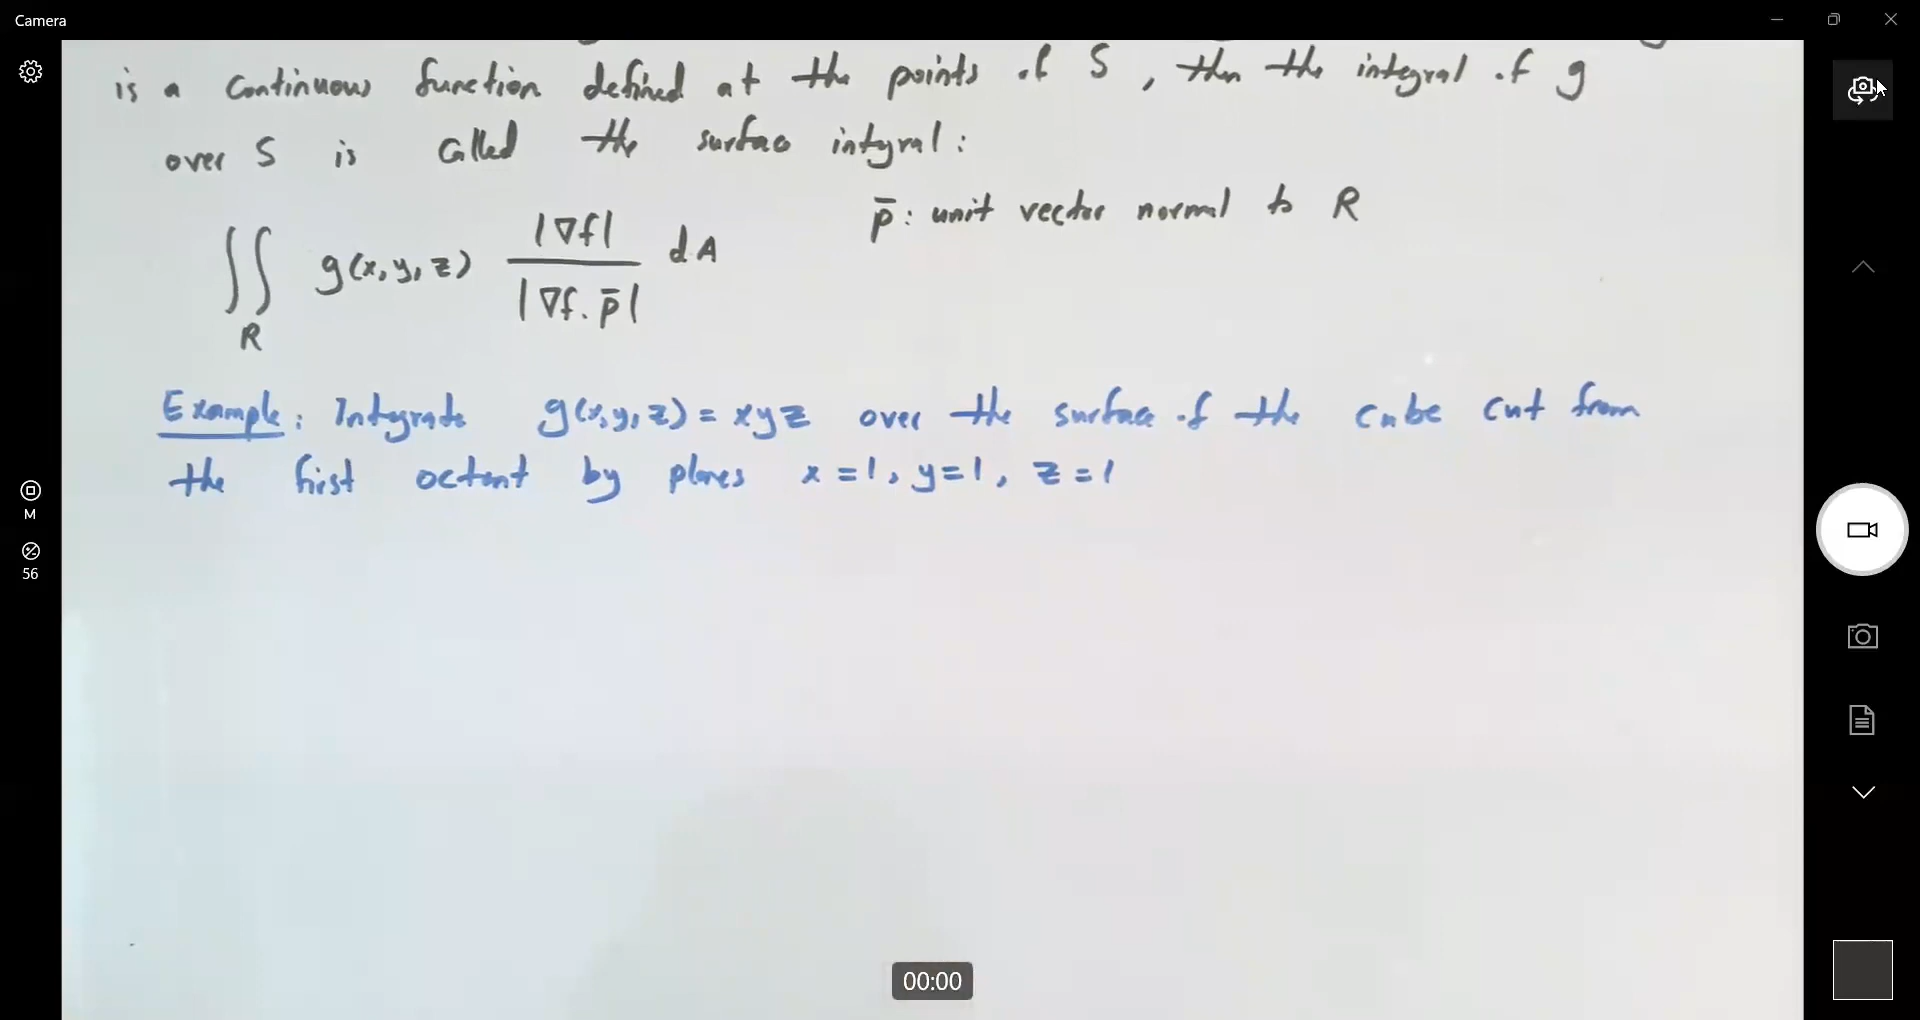 Camera
is a continuous function defined at the points of S, then the integral of g
over S is called the surface integral:
p̄: unit vector normal to R
∬ g(x,y,z) |∇f| / |∇f.p̄| dA
R
Example: Integrate g(x,y,z) = xyz over the surface of the cube cut from
the first octant by planes x=1, y=1, z=1
M
56
00:00